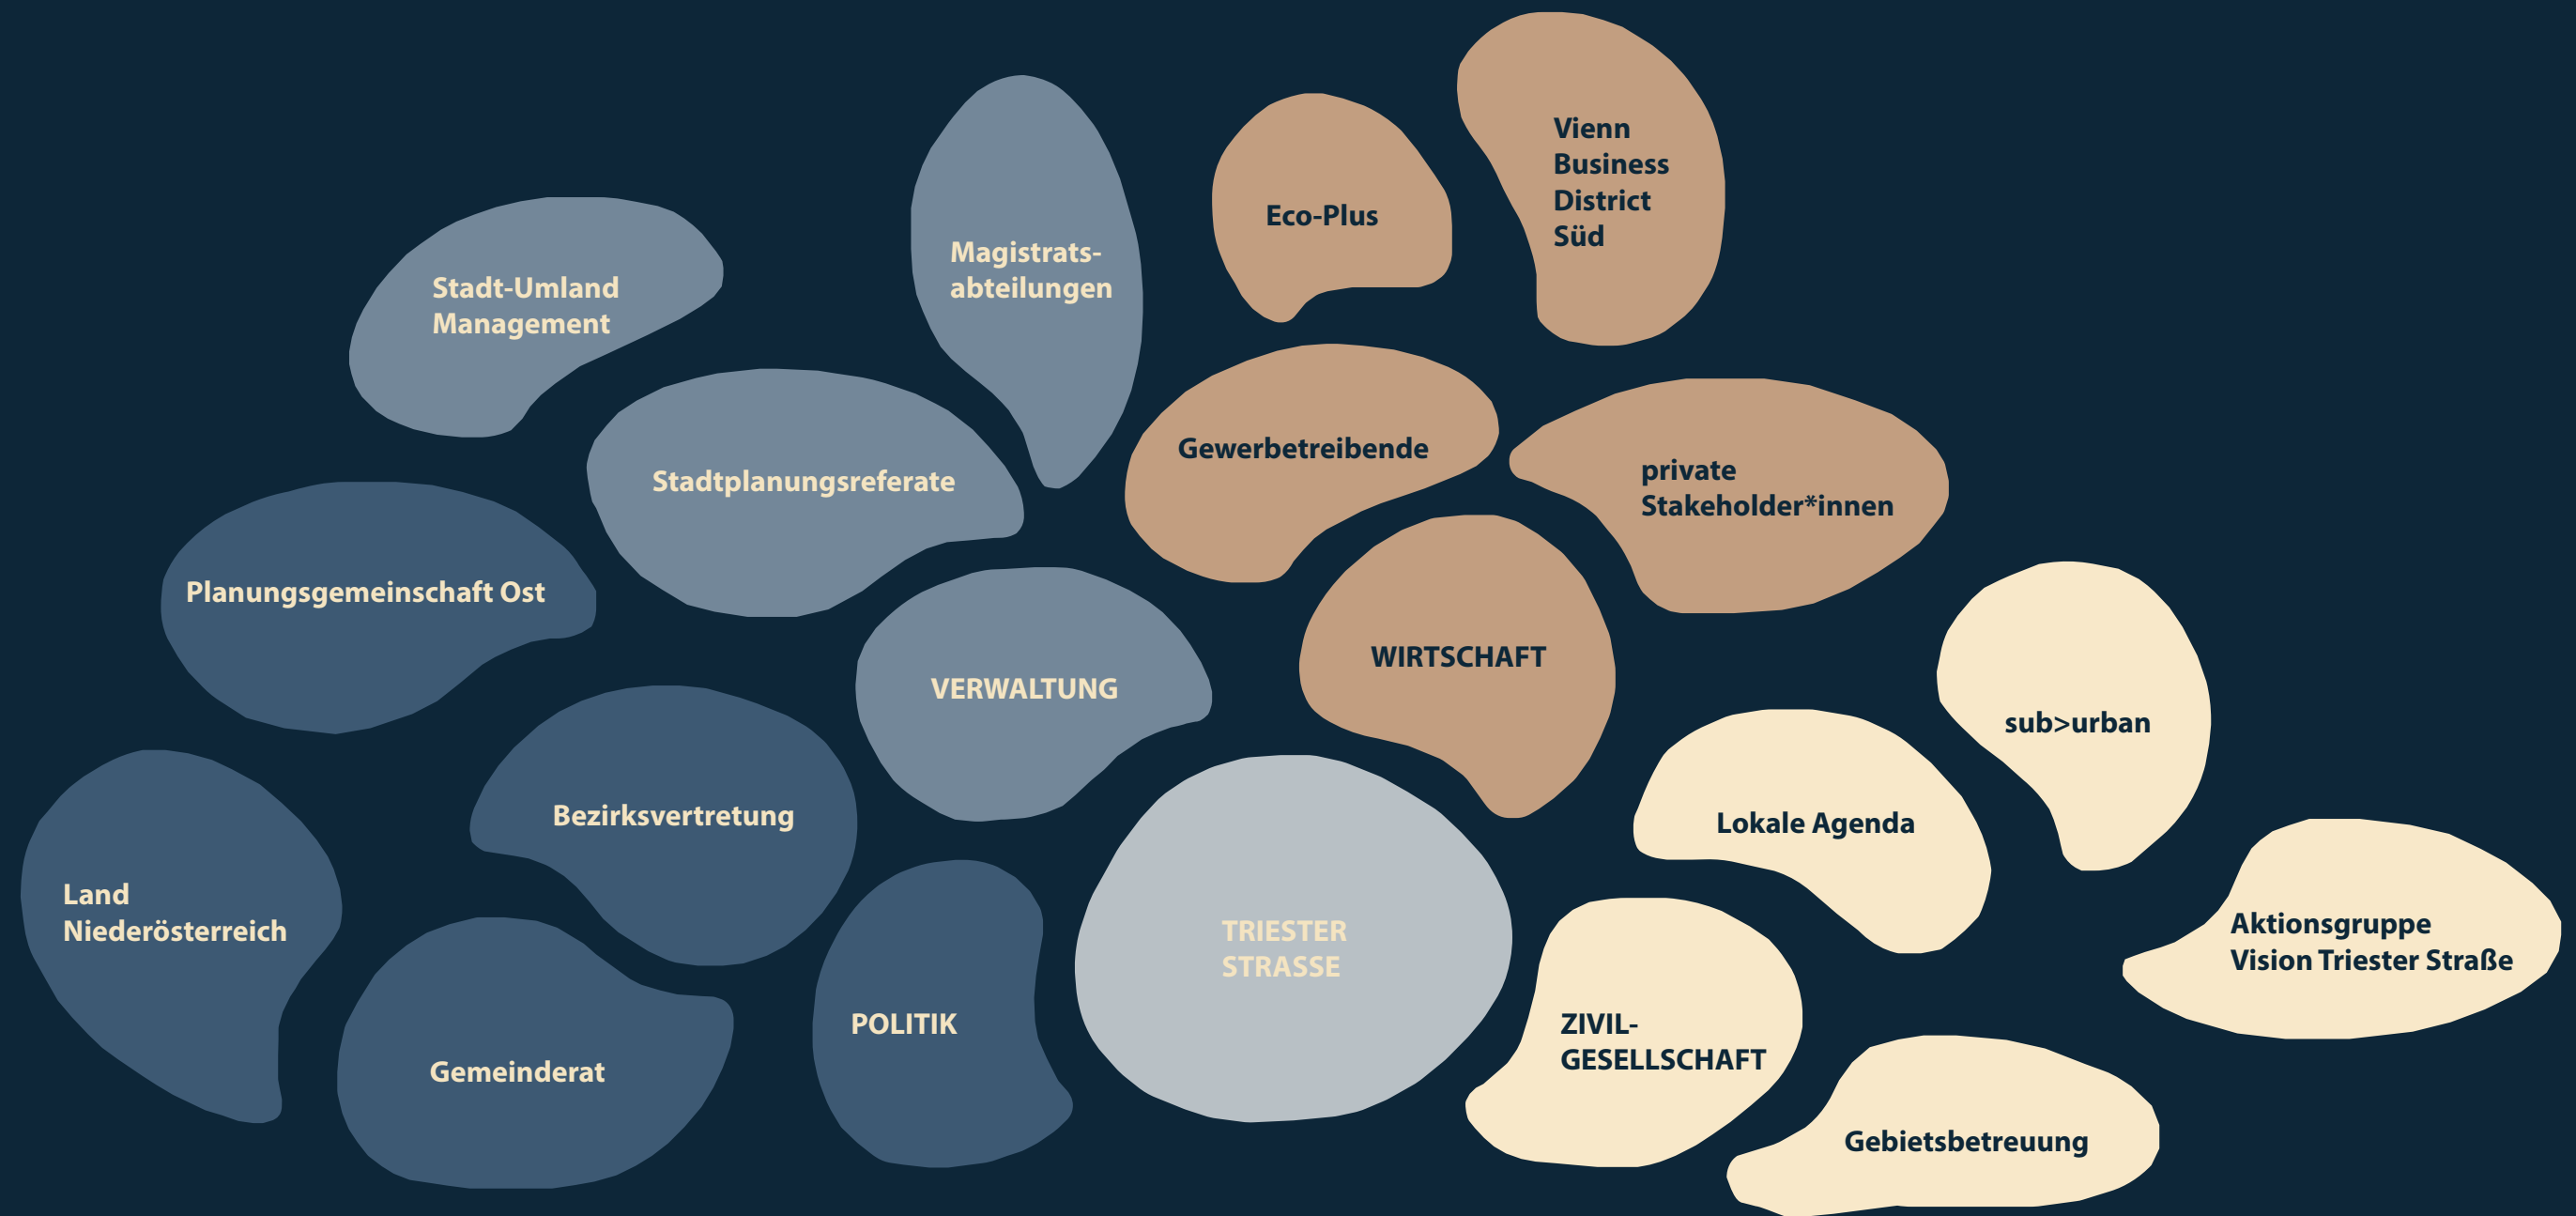 Vienn
Business
District
Süd
Eco-Plus
Magistrats-
abteilungen
Stadt-Umland
Management
Gewerbetreibende
private
Stakeholder*innen
Stadtplanungsreferate
Planungsgemeinschaft Ost
WIRTSCHAFT
VERWALTUNG
sub>urban
Bezirksvertretung
Lokale Agenda
Land
Niederösterreich
TRIESTER
STRASSE
Aktionsgruppe
Vision Triester Straße
POLITIK
ZIVIL-
GESELLSCHAFT
Gemeinderat
Gebietsbetreuung